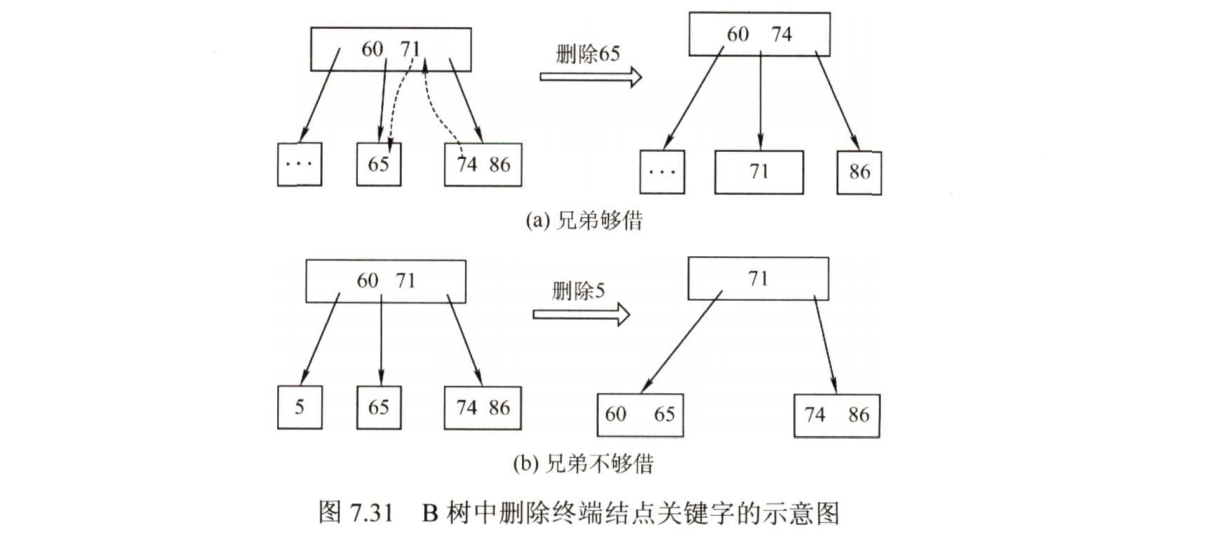 60 71
删除65
60 74
··· 65 74 86
··· 71 86
(a) 兄弟够借
60 71
删除5
71
5 65 74 86
60 65 74 86
(b) 兄弟不够借
图 7.31 B 树中删除终端结点关键字的示意图